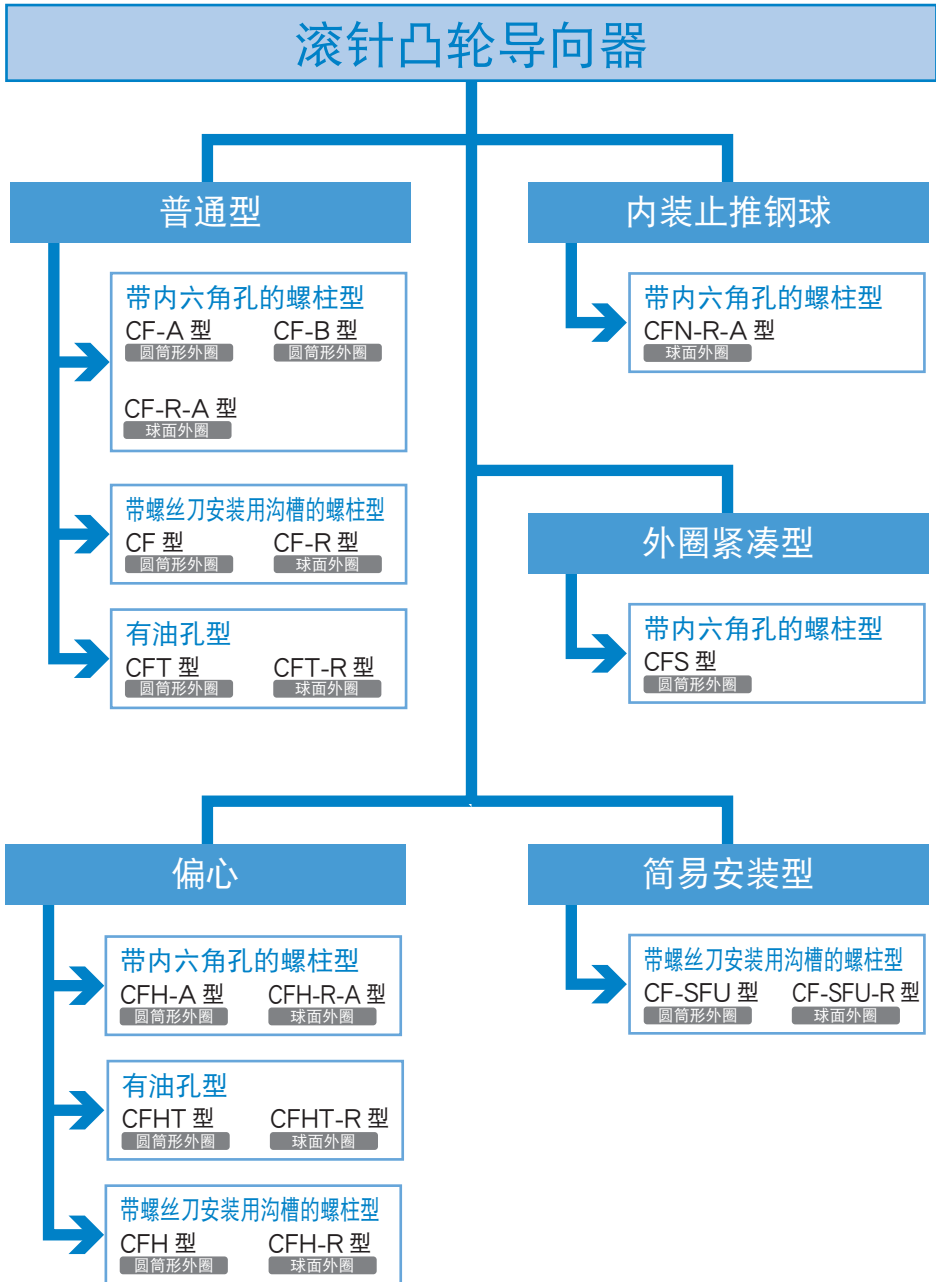 滚针凸轮导向器
普通型
带内六角孔的螺柱型
CF-A 型 CF-B 型
圆筒形外圈 圆筒形外圈
CF-R-A 型
球面外圈
带螺丝刀安装用沟槽的螺柱型
CF 型 CF-R 型
圆筒形外圈 球面外圈
有油孔型
CFT 型 CFT-R 型
圆筒形外圈 球面外圈
内装止推钢球
带内六角孔的螺柱型
CFN-R-A 型
球面外圈
外圈紧凑型
带内六角孔的螺柱型
CFS 型
圆筒形外圈
偏心
带内六角孔的螺柱型
CFH-A 型 CFH-R-A 型
圆筒形外圈 球面外圈
有油孔型
CFHT 型 CFHT-R 型
圆筒形外圈 球面外圈
带螺丝刀安装用沟槽的螺柱型
CFH 型 CFH-R 型
圆筒形外圈 球面外圈
简易安装型
带螺丝刀安装用沟槽的螺柱型
CF-SFU 型 CF-SFU-R 型
圆筒形外圈 球面外圈